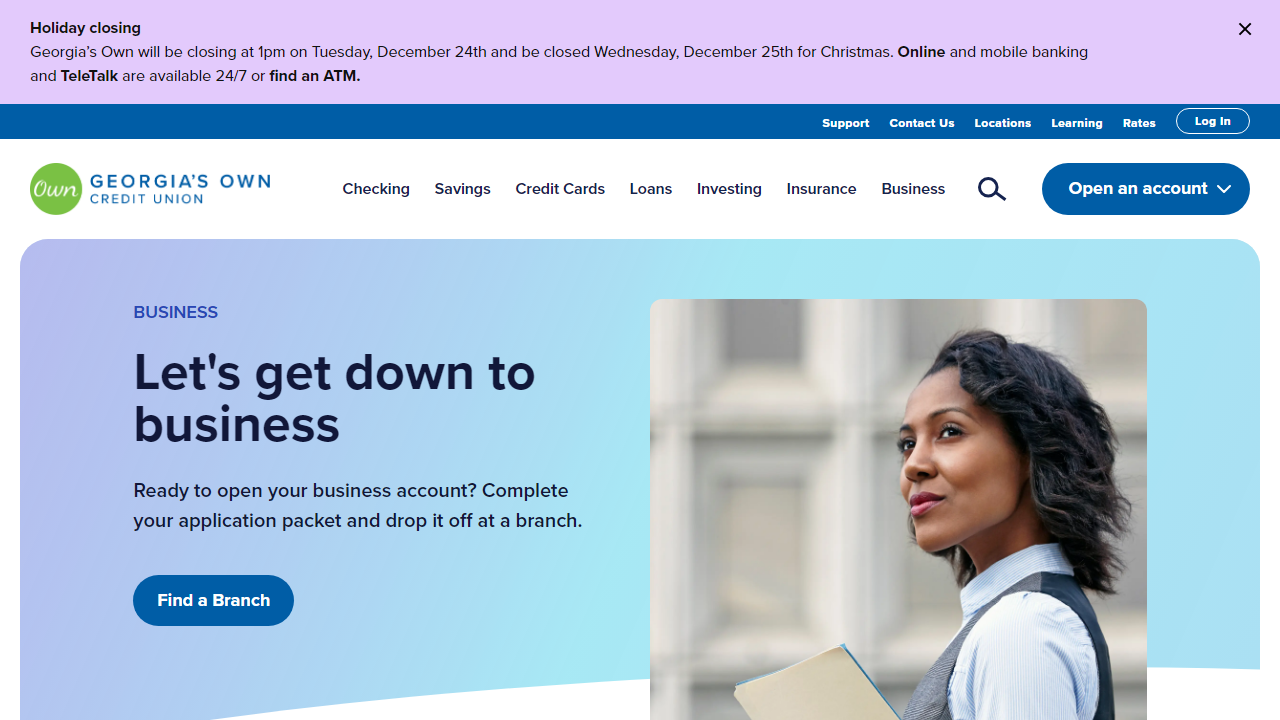 Holiday closing
Georgia’s Own will be closing at 1pm on Tuesday, December 24th and be closed Wednesday, December 25th for Christmas. Online and mobile banking
and TeleTalk are available 24/7 or find an ATM.
Support Contact Us Locations Learning Rates Log In
Own GEORGIA’S OWN
CREDIT UNION
Checking Savings Credit Cards Loans Investing Insurance Business Open an account
BUSINESS
Let's get down to
business
Ready to open your business account? Complete
your application packet and drop it off at a branch.
Find a Branch